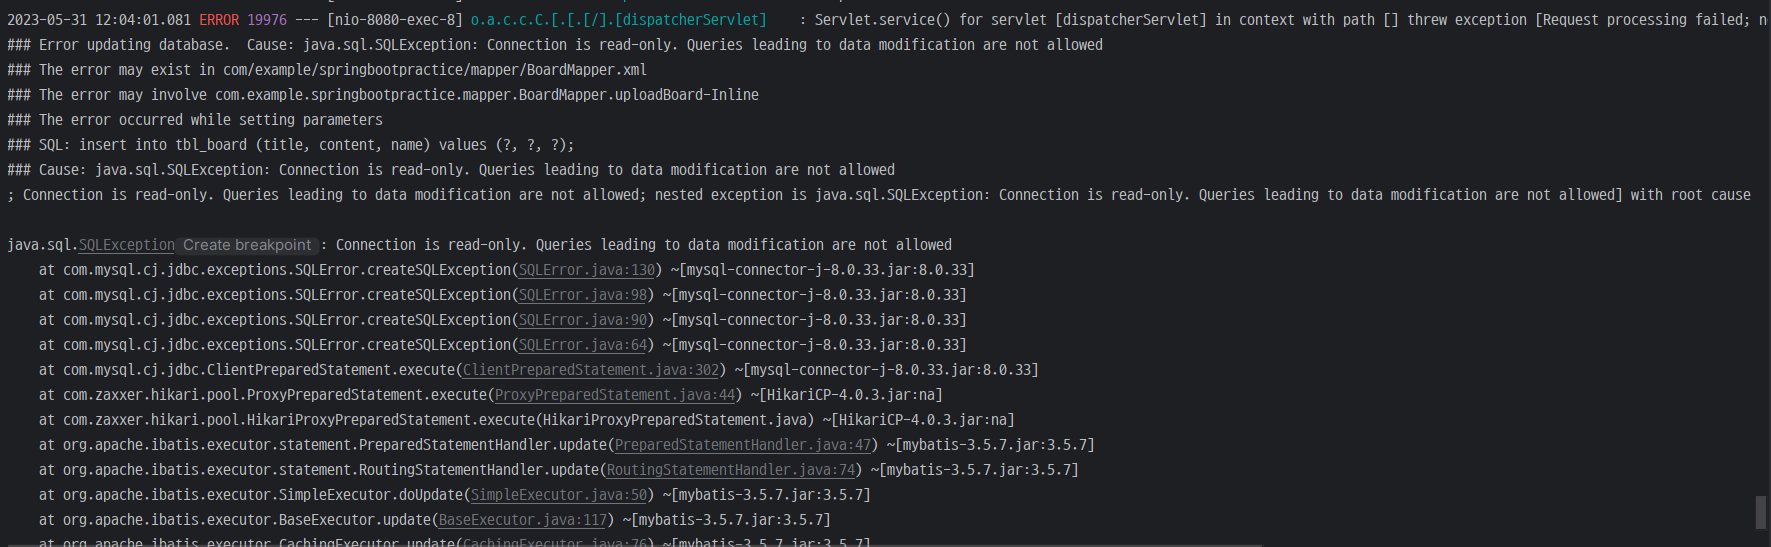 2023-05-31 12:04:01.081 ERROR 19976 --- [nio-8080-exec-8] o.a.c.c.C.[.[.[/].[dispatcherServlet]    : Servlet.service() for servlet [dispatcherServlet] in context with path [] threw exception [Request processing failed; n
### Error updating database.  Cause: java.sql.SQLException: Connection is read-only. Queries leading to data modification are not allowed
### The error may exist in com/example/springbootpractice/mapper/BoardMapper.xml
### The error may involve com.example.springbootpractice.mapper.BoardMapper.uploadBoard-Inline
### The error occurred while setting parameters
### SQL: insert into tbl_board (title, content, name) values (?, ?, ?);
### Cause: java.sql.SQLException: Connection is read-only. Queries leading to data modification are not allowed
; Connection is read-only. Queries leading to data modification are not allowed; nested exception is java.sql.SQLException: Connection is read-only. Queries leading to data modification are not allowed] with root cause
java.sql.SQLException Create breakpoint : Connection is read-only. Queries leading to data modification are not allowed
    at com.mysql.cj.jdbc.exceptions.SQLError.createSQLException(SQLError.java:130) ~[mysql-connector-j-8.0.33.jar:8.0.33]
    at com.mysql.cj.jdbc.exceptions.SQLError.createSQLException(SQLError.java:98) ~[mysql-connector-j-8.0.33.jar:8.0.33]
    at com.mysql.cj.jdbc.exceptions.SQLError.createSQLException(SQLError.java:90) ~[mysql-connector-j-8.0.33.jar:8.0.33]
    at com.mysql.cj.jdbc.exceptions.SQLError.createSQLException(SQLError.java:64) ~[mysql-connector-j-8.0.33.jar:8.0.33]
    at com.mysql.cj.jdbc.ClientPreparedStatement.execute(ClientPreparedStatement.java:302) ~[mysql-connector-j-8.0.33.jar:8.0.33]
    at com.zaxxer.hikari.pool.ProxyPreparedStatement.execute(ProxyPreparedStatement.java:44) ~[HikariCP-4.0.3.jar:na]
    at com.zaxxer.hikari.pool.HikariProxyPreparedStatement.execute(HikariProxyPreparedStatement.java) ~[HikariCP-4.0.3.jar:na]
    at org.apache.ibatis.executor.statement.PreparedStatementHandler.update(PreparedStatementHandler.java:47) ~[mybatis-3.5.7.jar:3.5.7]
    at org.apache.ibatis.executor.statement.RoutingStatementHandler.update(RoutingStatementHandler.java:74) ~[mybatis-3.5.7.jar:3.5.7]
    at org.apache.ibatis.executor.SimpleExecutor.doUpdate(SimpleExecutor.java:50) ~[mybatis-3.5.7.jar:3.5.7]
    at org.apache.ibatis.executor.BaseExecutor.update(BaseExecutor.java:117) ~[mybatis-3.5.7.jar:3.5.7]
    at org.apache.ibatis.executor.CachingExecutor.update(CachingExecutor.java:76) ~[mybatis-3.5.7.jar:3.5.7]